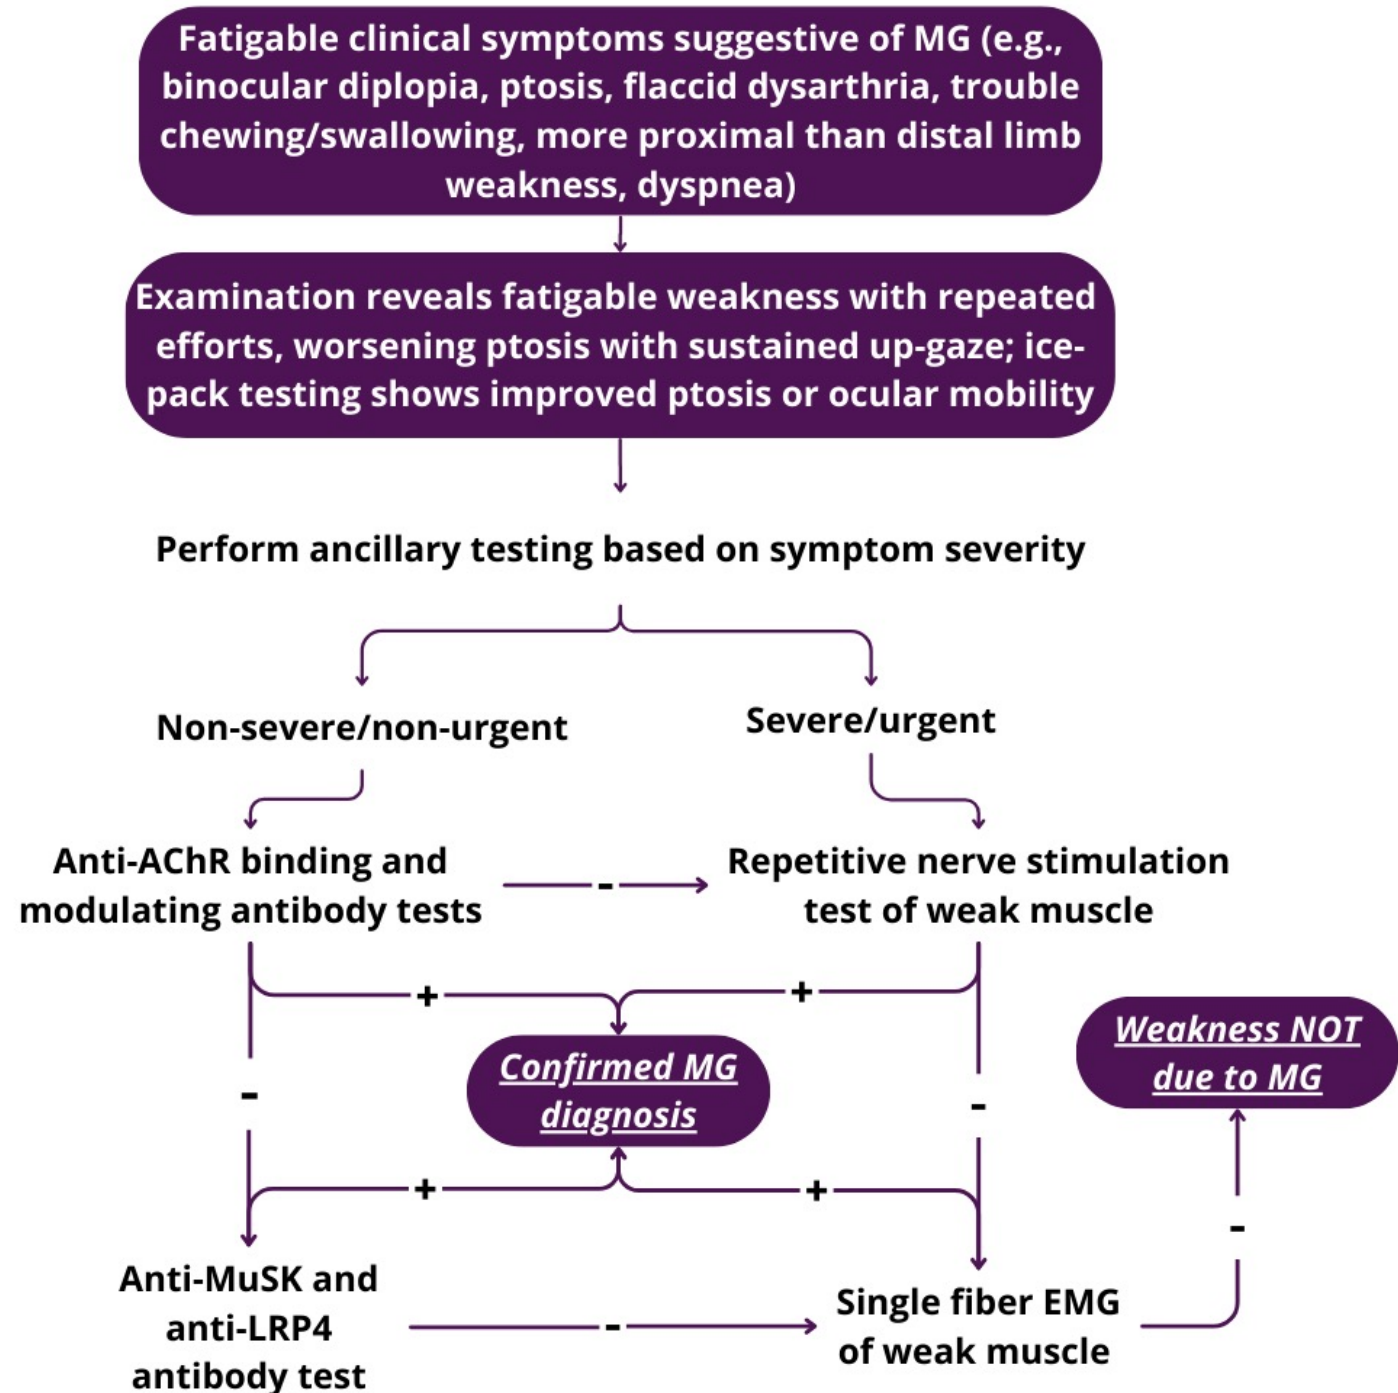 Fatigable clinical symptoms suggestive of MG (e.g.,
binocular diplopia, ptosis, flaccid dysarthria, trouble
chewing/swallowing, more proximal than distal limb
weakness, dyspnea)
Examination reveals fatigable weakness with repeated
efforts, worsening ptosis with sustained up-gaze; ice-
pack testing shows improved ptosis or ocular mobility
Perform ancillary testing based on symptom severity
Non-severe/non-urgent
Severe/urgent
Anti-AChR binding and
modulating antibody tests
-
Repetitive nerve stimulation
test of weak muscle
+
+
Confirmed MG
diagnosis
Weakness NOT
due to MG
-
-
+
+
-
Anti-MuSK and
anti-LRP4
antibody test
-
Single fiber EMG
of weak muscle